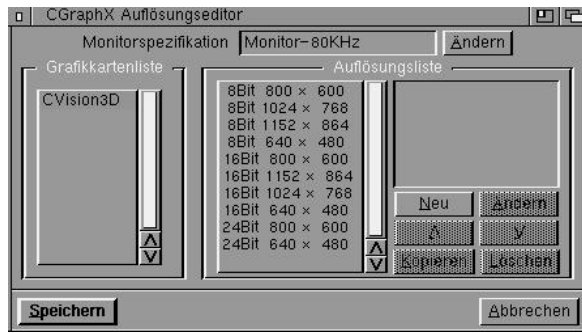 CGraphX Auflösungseditor
Monitorspezifikation Monitor-80KHz Ändern
Grafikkartenliste
CVision3D
Auflösungsliste
8Bit 800 × 600
8Bit 1024 × 768
8Bit 1152 × 864
8Bit 640 × 480
16Bit 800 × 600
16Bit 1152 × 864
16Bit 1024 × 768
16Bit 640 × 480
24Bit 800 × 600
24Bit 640 × 480
Neu Ändern
Kopieren Löschen
Speichern Abbrechen